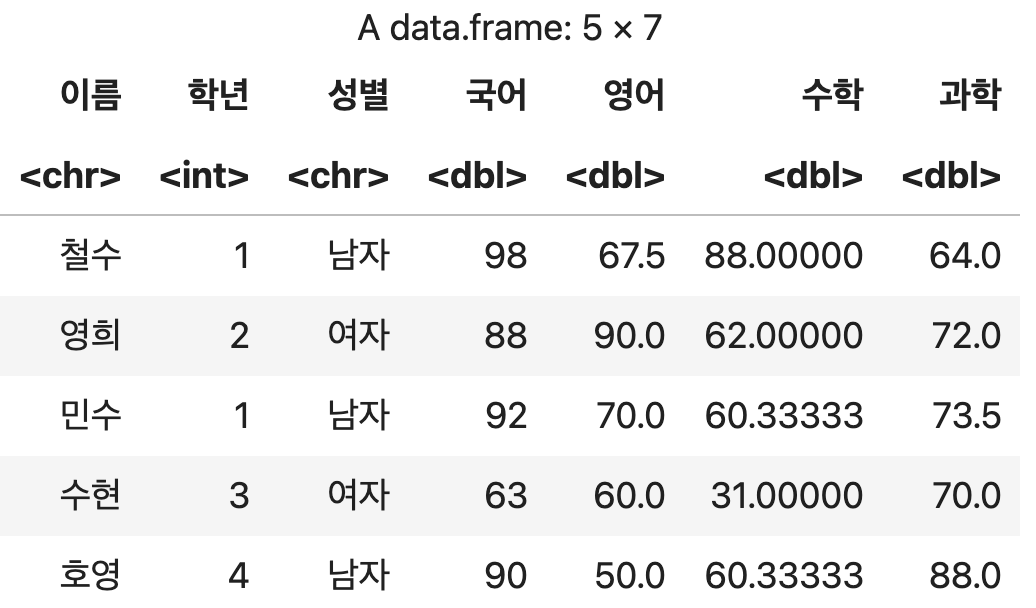 A data.frame: 5 × 7
이름 학년 성별 국어 영어 수학 과학
<chr> <int> <chr> <dbl> <dbl> <dbl> <dbl>
철수 1 남자 98 67.5 88.00000 64.0
영희 2 여자 88 90.0 62.00000 72.0
민수 1 남자 92 70.0 60.33333 73.5
수현 3 여자 63 60.0 31.00000 70.0
호영 4 남자 90 50.0 60.33333 88.0